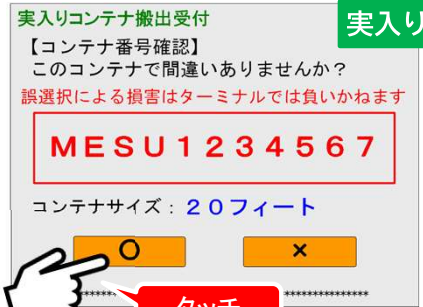 実入りコンテナ搬出受付
実入り
【コンテナ番号確認】
このコンテナで間違いありませんか？
誤選択による損害はターミナルでは負いかねます
ＭＥＳＵ１２３４５６７
コンテナサイズ：２０フィート
○
×
タッチ